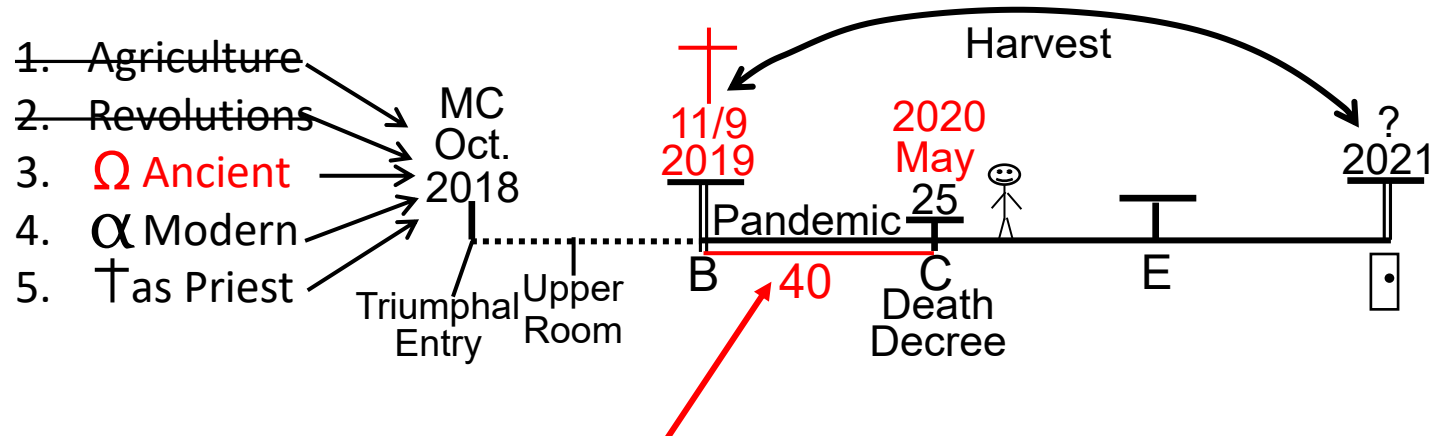 1. Agriculture
2. Revolutions
3. Ω Ancient
4. α Modern
5. † as Priest
MC
Oct.
2018
Triumphal
Entry
Upper
Room
11/9
2019
B
Pandemic
40
2020
May
25
C
Death
Decree
Harvest
E
?
2021